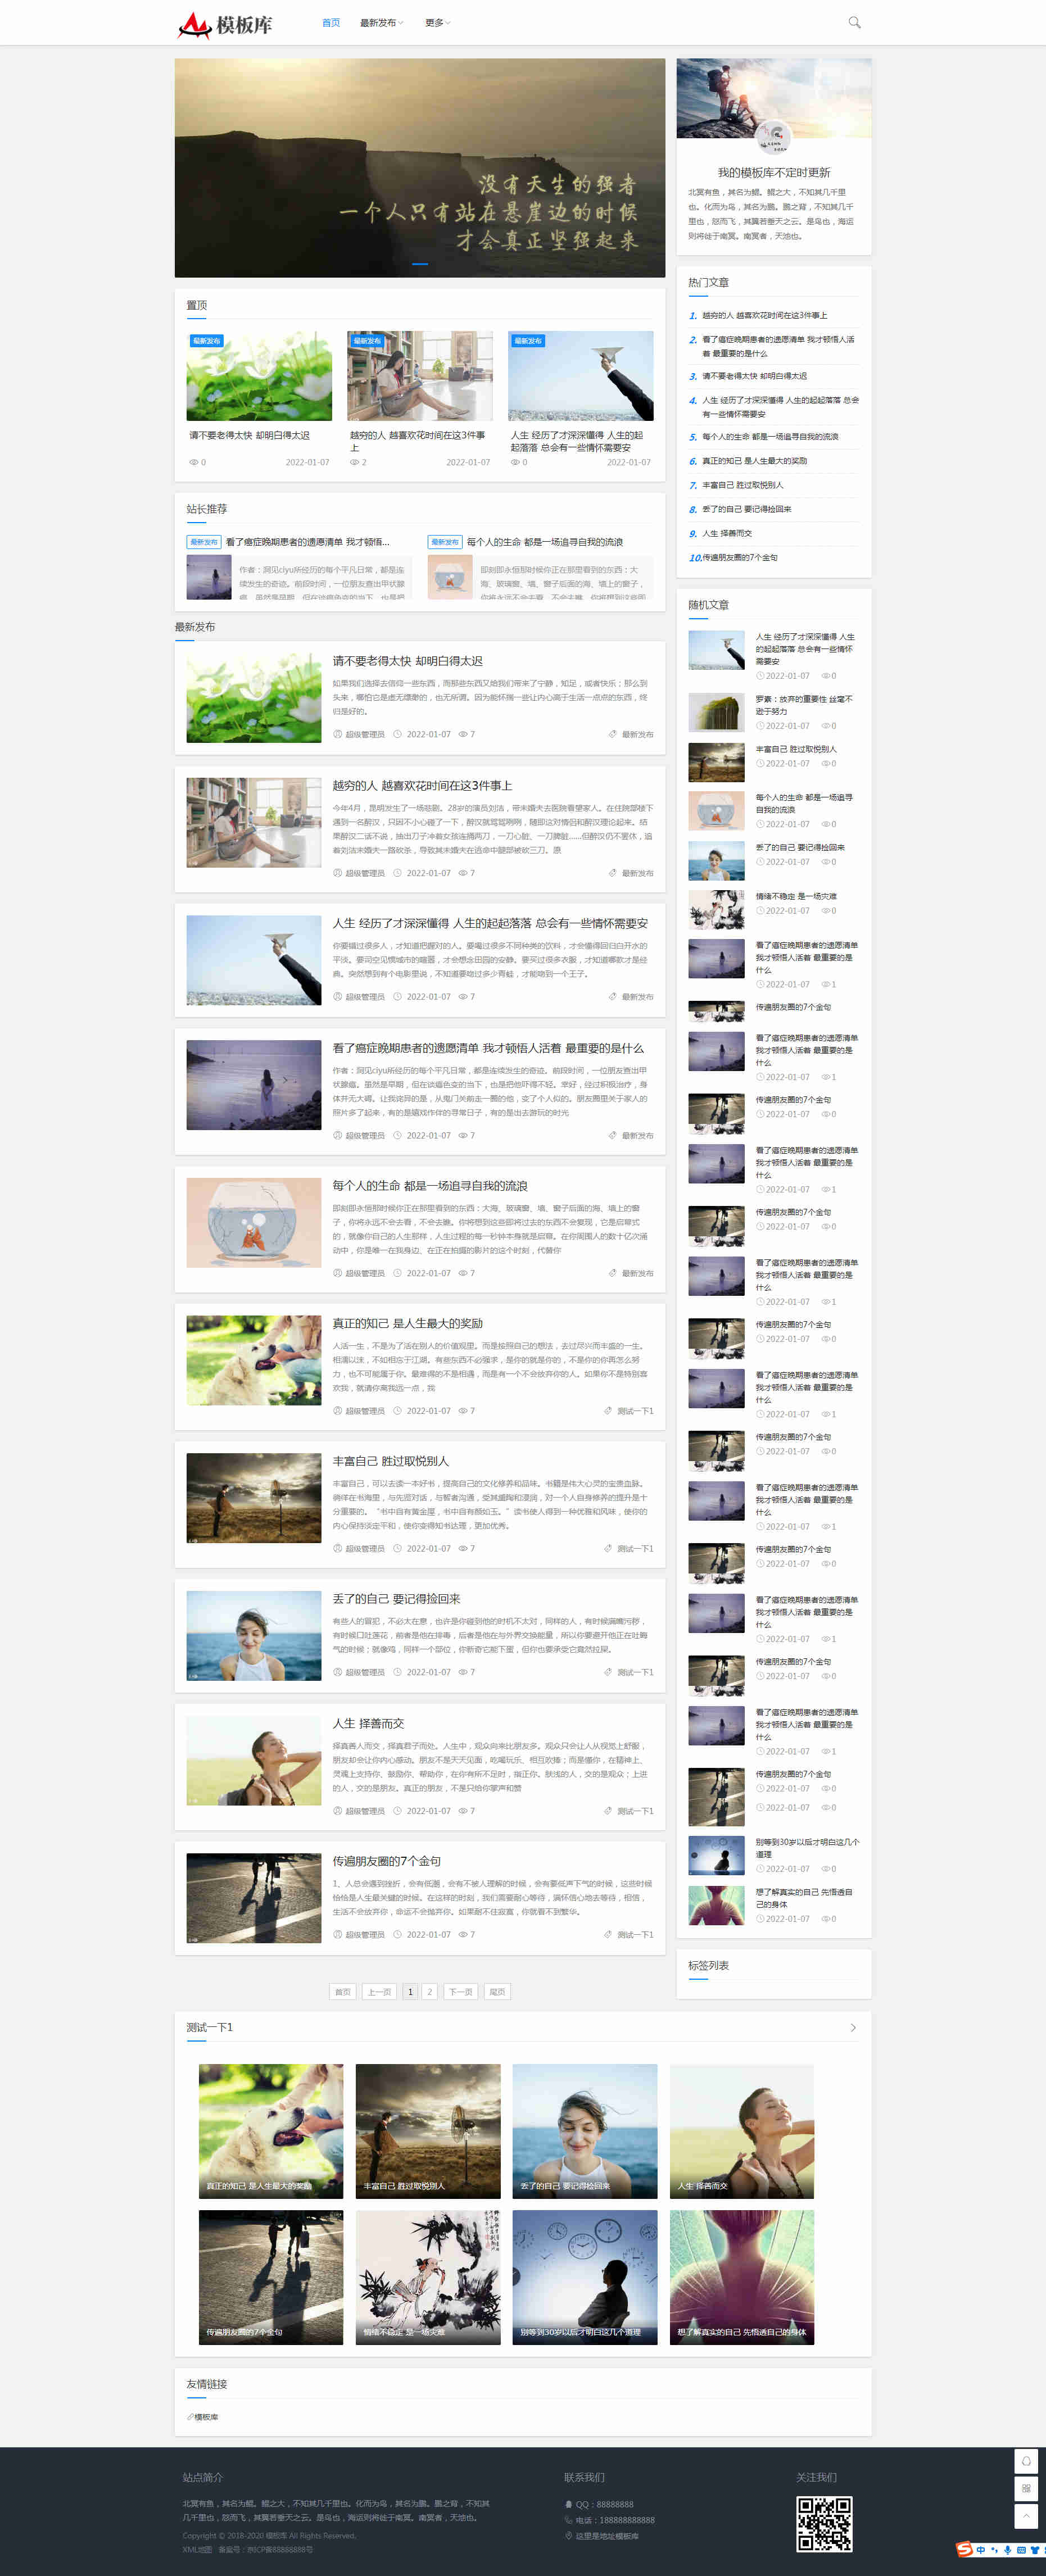 模板库
首页
最新发布
更多
没有天生的强者
一个人只有站在悬崖边的时候
才会真正坚强起来
置顶
最新发布
最新发布
最新发布
请不要老得太快 却明白得太迟
越穷的人 越喜欢花时间在这3件事
上
人生 经历了才深深懂得 人生的起
起落落 总会有一些情怀需要安
0
2022-01-07
2
2022-01-07
0
2022-01-07
站长推荐
最新发布
看了癌症晚期患者的遗愿清单 我才顿悟...
作者：洞见ciyu所经历的每个平凡日常，都是连
续发生的奇迹。前段时间，一位朋友查出甲状腺
癌。虽然是早期，但在谈癌色变的当下，也是把
最新发布
每个人的生命 都是一场追寻自我的流浪
即刻即永恒那时候你正在那里看到的东西：大
海、玻璃窗、墙、窗子后面的海、墙上的窗子，
你将永远不会去看，不会去瞧。你将想到这些即
最新发布
请不要老得太快 却明白得太迟
如果我们选择去信仰一些东西，而那些东西又给我们带来了宁静，知足，或者快乐；那么到
头来，哪怕它是虚无缥缈的，也无所谓。因为能怀揣一些让内心高于生活一点点的东西，终
归是好的。
超级管理员 2022-01-07 7
最新发布
越穷的人 越喜欢花时间在这3件事上
今年4月，昆明发生了一场悲剧。28岁的演员刘洁，带未婚夫去医院看望家人。在住院部楼下
遇到一名醉汉，只因不小心碰了一下，醉汉就骂骂咧咧，随即这对情侣和醉汉理论起来。结
果醉汉二话不说，抽出刀子冲着女孩连捅两刀，一刀心脏、一刀脾脏……但醉汉仍不罢休，追
着刘洁未婚夫一路砍杀，导致其未婚夫在逃命中腿部被砍三刀。原
超级管理员 2022-01-07 7
最新发布
人生 经历了才深深懂得 人生的起起落落 总会有一些情怀需要安
你要错过很多人，才知道把握对的人。要喝过很多不同种类的饮料，才会懂得回归白开水的
平淡。要司空见惯城市的喧嚣，才会想念田园的安静。要买过很多衣服，才知道哪款才是经
典。突然想到有个电影里说，不知道要吻过多少青蛙，才能吻到一个王子。
超级管理员 2022-01-07 7
最新发布
看了癌症晚期患者的遗愿清单 我才顿悟人活着 最重要的是什么
作者：洞见ciyu所经历的每个平凡日常，都是连续发生的奇迹。前段时间，一位朋友查出甲
状腺癌。虽然是早期，但在谈癌色变的当下，也是把他吓得不轻。幸好，经过积极治疗，身
体并无大碍。让我诧异的是，从鬼门关前走一圈的他，变了个人似的。朋友圈里关于家人的
照片多了起来，有的是嬉戏作伴的寻常日子，有的是出去游玩的时光
超级管理员 2022-01-07 7
最新发布
每个人的生命 都是一场追寻自我的流浪
即刻即永恒那时候你正在那里看到的东西：大海、玻璃窗、墙、窗子后面的海、墙上的窗
子，你将永远不会去看，不会去瞧。你将想到这些即将过去的东西不会复现，它是启幕式
的，就像你自己的人生那样，人生过程的每一秒钟本身就是启幕。在你周围人的数十亿次涌
动中，你是唯一在我身边、在正在拍摄的影片的这个时刻，代替你
超级管理员 2022-01-07 7
最新发布
真正的知己 是人生最大的奖励
人活一生，不是为了活在别人的价值观里。而是按照自己的想法，去过尽兴而丰盛的一生。
相濡以沫，不如相忘于江湖。有些东西不必强求，是你的就是你的，不是你的你再怎么努
力，也不可能属于你。最难得的不是相遇，而是有一个不会放弃你的人。如果你不是特别喜
欢我，就请你离我远一点，我
超级管理员 2022-01-07 7
测试一下1
丰富自己 胜过取悦别人
丰富自己，可以去读一本好书，提高自己的文化修养和品味。书籍是伟大心灵的宝贵血脉。
徜徉在书海里，与先贤对话，与智者沟通，受其盛陶和浸润，对一个人自身修养的提升是十
分重要的。“书中自有黄金屋，书中自有颜如玉。”读书使人得到一种优雅和风味，使你的
内心保持淡定平和，使你变得知书达理，更加优秀。
超级管理员 2022-01-07 7
测试一下1
丢了的自己 要记得捡回来
有些人的冒犯，不必太在意，也许是你碰到他的时机不太对，同样的人，有时候满嘴污秽，
有时候口吐莲花，前者是他在排毒，后者是他在与外界交换能量，所以你要避开他正在吐晦
气的时候；就像鸡，同样一个部位，你新奇它能下蛋，但你也要承受它竟然拉屎。
超级管理员 2022-01-07 7
测试一下1
人生 择善而交
择真善人而交，择真君子而处。人生中，观众向来比朋友多。观众只会让人从视觉上舒服，
朋友却会让你内心感动。朋友不是天天见面，吃喝玩乐、相互吹捧；而是懂你，在精神上、
灵魂上支持你、鼓励你、帮助你，在你有所不足时，指正你。肤浅的人，交的是观众；上进
的人，交的是朋友。真正的朋友，不是只给你掌声和赞
超级管理员 2022-01-07 7
测试一下1
传遍朋友圈的7个金句
1、人总会遇到挫折，会有低潮，会有不被人理解的时候，会有要低声下气的时候，这些时候
恰恰是人生最关键的时候。在这样的时刻，我们需要耐心等待，满怀信心地去等待，相信，
生活不会放弃你，命运不会抛弃你。如果耐不住寂寞，你就看不到繁华。
超级管理员 2022-01-07 7
测试一下1
首页 上一页 1 2 下一页 尾页
我的模板库不定时更新
北冥有鱼，其名为鲲。鲲之大，不知其几千里
也。化而为鸟，其名为鹏。鹏之背，不知其几千
里也，怒而飞，其翼若垂天之云。是鸟也，海运
则将徙于南冥。南冥者，天池也。
热门文章
1. 越穷的人 越喜欢花时间在这3件事上
2. 看了癌症晚期患者的遗愿清单 我才顿悟人活
着 最重要的是什么
3. 请不要老得太快 却明白得太迟
4. 人生 经历了才深深懂得 人生的起起落落 总会
有一些情怀需要安
5. 每个人的生命 都是一场追寻自我的流浪
6. 真正的知己 是人生最大的奖励
7. 丰富自己 胜过取悦别人
8. 丢了的自己 要记得捡回来
9. 人生 择善而交
10. 传遍朋友圈的7个金句
随机文章
人生 经历了才深深懂得 人生
的起起落落 总会有一些情怀
需要安
2022-01-07 0
罗素：放弃的重要性 丝毫不
逊于努力
2022-01-07 0
丰富自己 胜过取悦别人
2022-01-07 0
每个人的生命 都是一场追寻
自我的流浪
2022-01-07 0
丢了的自己 要记得捡回来
2022-01-07 0
情绪不稳定 是一场灾难
2022-01-07 0
看了癌症晚期患者的遗愿清单
我才顿悟人活着 最重要的是
什么
2022-01-07 1
传遍朋友圈的7个金句
看了癌症晚期患者的遗愿清单
我才顿悟人活着 最重要的是
什么
2022-01-07 1
传遍朋友圈的7个金句
2022-01-07 0
看了癌症晚期患者的遗愿清单
我才顿悟人活着 最重要的是
什么
2022-01-07 1
传遍朋友圈的7个金句
2022-01-07 0
看了癌症晚期患者的遗愿清单
我才顿悟人活着 最重要的是
什么
2022-01-07 1
传遍朋友圈的7个金句
2022-01-07 0
看了癌症晚期患者的遗愿清单
我才顿悟人活着 最重要的是
什么
2022-01-07 1
传遍朋友圈的7个金句
2022-01-07 0
看了癌症晚期患者的遗愿清单
我才顿悟人活着 最重要的是
什么
2022-01-07 1
传遍朋友圈的7个金句
2022-01-07 0
看了癌症晚期患者的遗愿清单
我才顿悟人活着 最重要的是
什么
2022-01-07 1
传遍朋友圈的7个金句
2022-01-07 0
看了癌症晚期患者的遗愿清单
我才顿悟人活着 最重要的是
什么
2022-01-07 1
传遍朋友圈的7个金句
2022-01-07 0
2022-01-07 0
别等到30岁以后才明白这几个
道理
2022-01-07 0
想了解真实的自己 先悟透自
己的身体
2022-01-07 0
标签列表
测试一下1
真正的知己 是人生最大的奖励
丰富自己 胜过取悦别人
丢了的自己 要记得捡回来
人生 择善而交
传遍朋友圈的7个金句
情绪不稳定 是一场灾难
别等到30岁以后才明白这几个道理
想了解真实的自己 先悟透自己的身体
友情链接
模板库
站点简介
北冥有鱼，其名为鲲。鲲之大，不知其几千里也。化而为鸟，其名为鹏。鹏之背，不知其
几千里也，怒而飞，其翼若垂天之云。是鸟也，海运则将徙于南冥。南冥者，天池也。
Copyright © 2018-2020 模板库 All Rights Reserved.
XML地图 备案号：京ICP备88888888号
联系我们
QQ：88888888
电话：188888888888
这里是地址模板库
关注我们
中